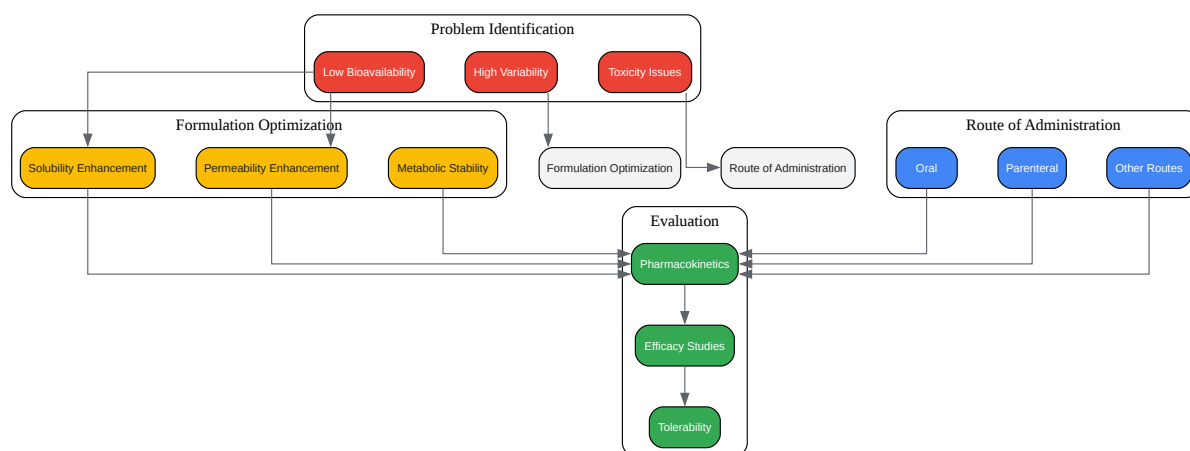 Problem Identification
Low Bioavailability
High Variability
Toxicity Issues
Formulation Optimization
Route of Administration
Solubility Enhancement
Permeability Enhancement
Metabolic Stability
Formulation Optimization
Route of Administration
Oral
Parenteral
Other Routes
Evaluation
Pharmacokinetics
Efficacy Studies
Tolerability